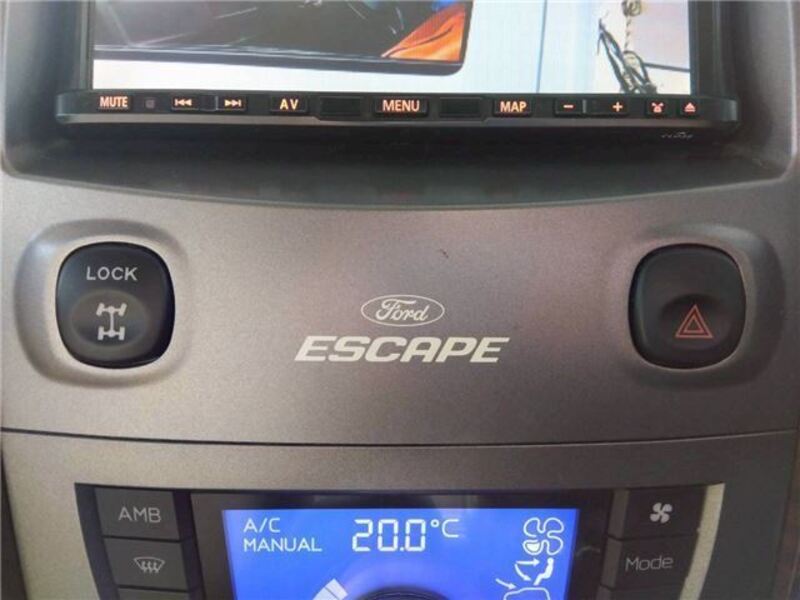 MUTE AV MENU MAP − +
LOCK
Ford
ESCAPE
AMB
A/C 20.0°C
MANUAL
Mode